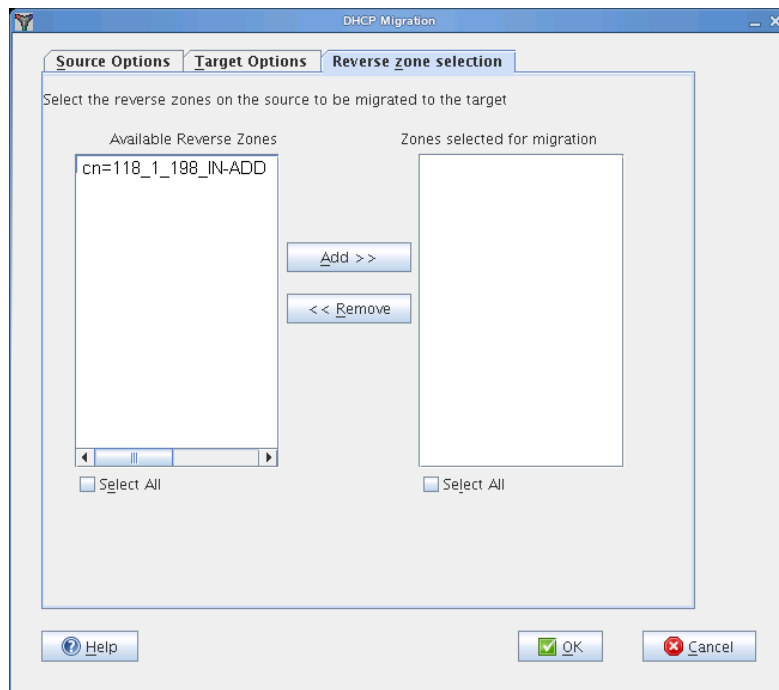 DHCP Migration
Source Options Target Options Reverse zone selection
Select the reverse zones on the source to be migrated to the target
Available Reverse Zones Zones selected for migration
cn=118_1_198_IN-ADD
Add >>
<< Remove
Select All Select All
Help OK Cancel